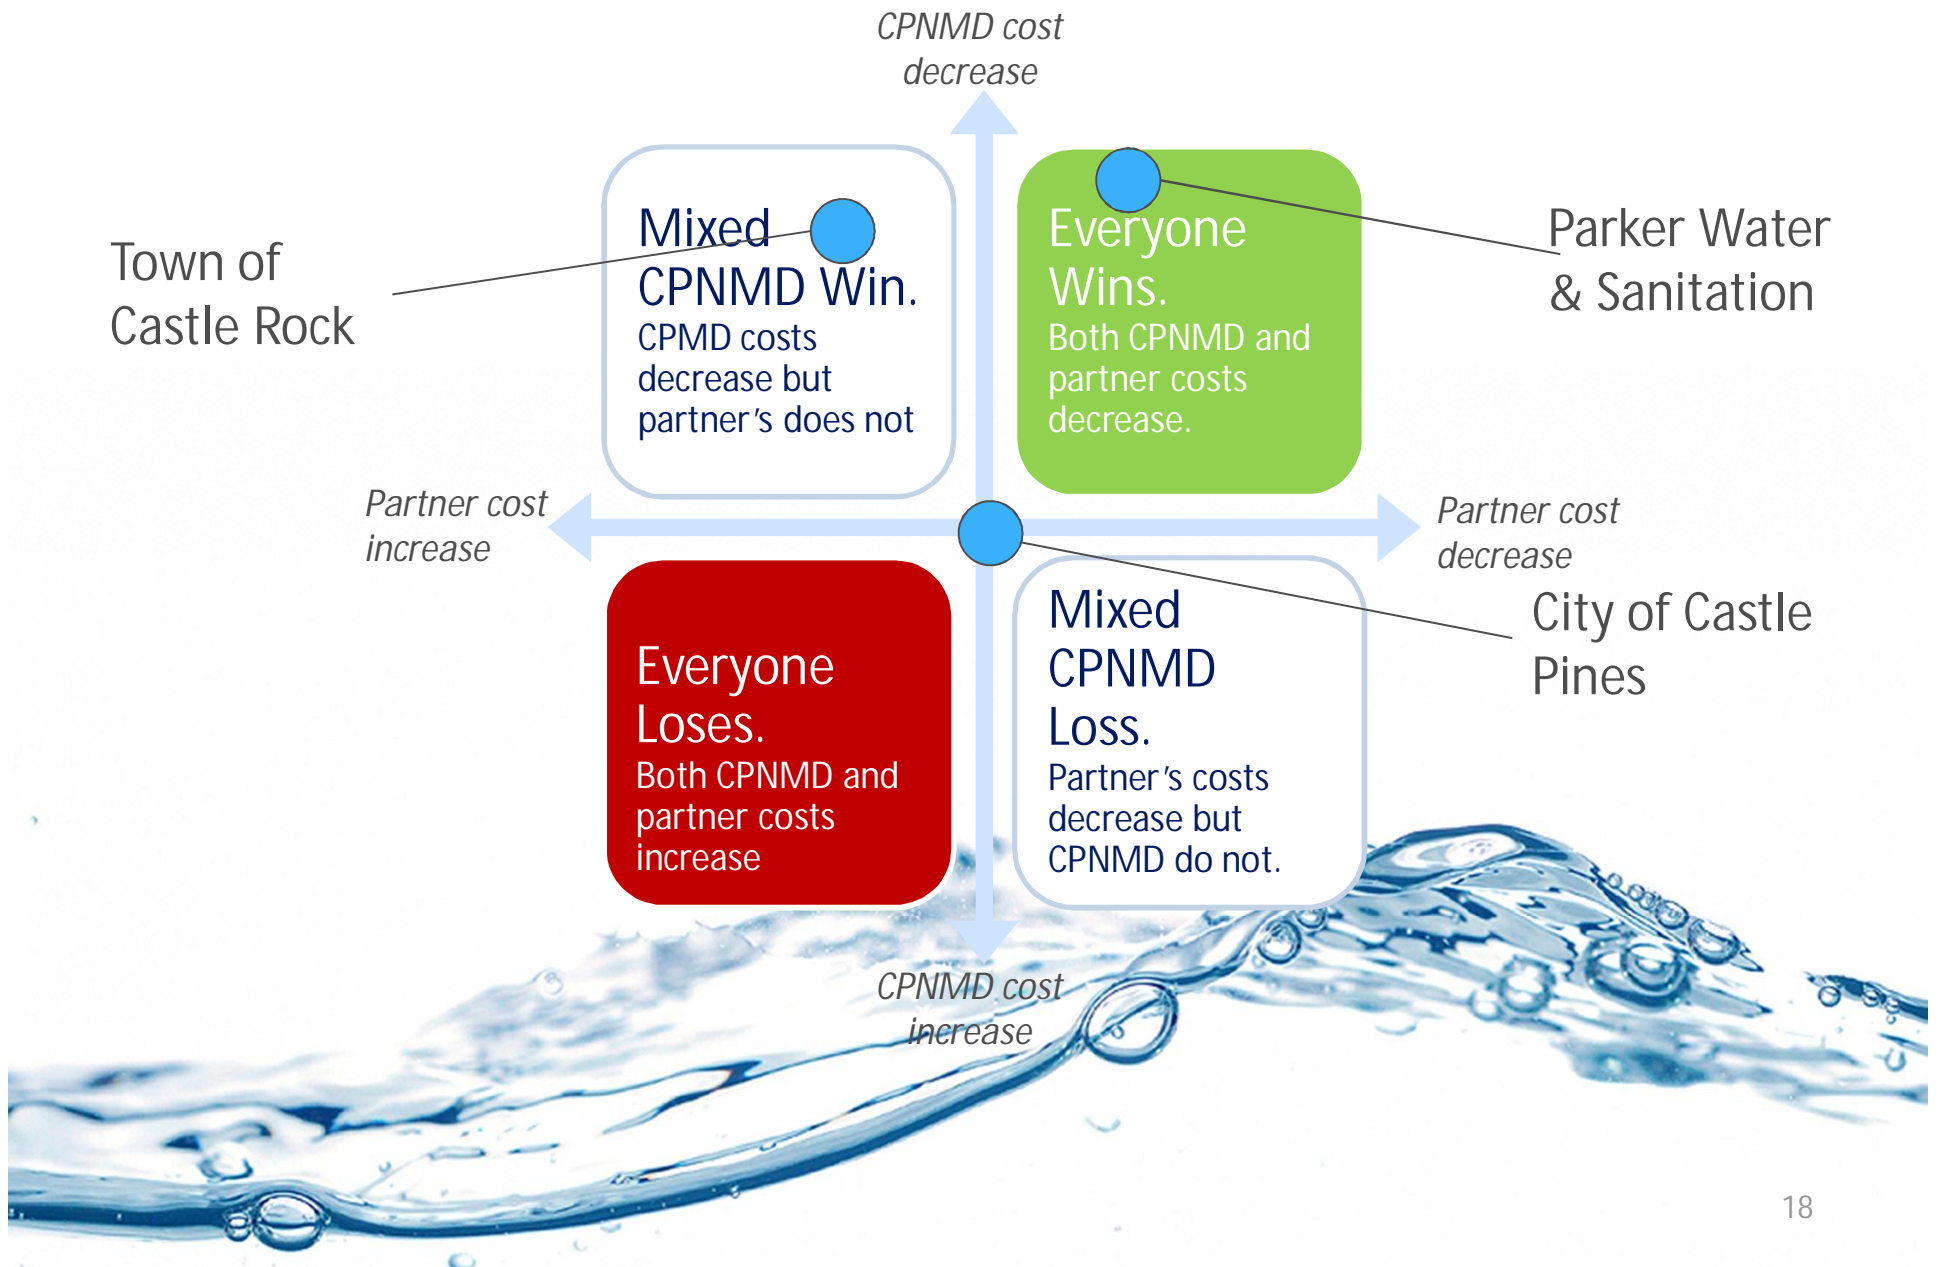 CPNMD cost
decrease
Town of
Castle Rock
Mixed
CPNMD Win.
CPMD costs
decrease but
partner’s does not
Everyone
Wins.
Both CPNMD and
partner costs
decrease.
Parker Water
& Sanitation
Partner cost
increase
Partner cost
decrease
Everyone
Loses.
Both CPNMD and
partner costs
increase
Mixed
CPNMD
Loss.
Partner’s costs
decrease but
CPNMD do not.
City of Castle
Pines
CPNMD cost
increase
18